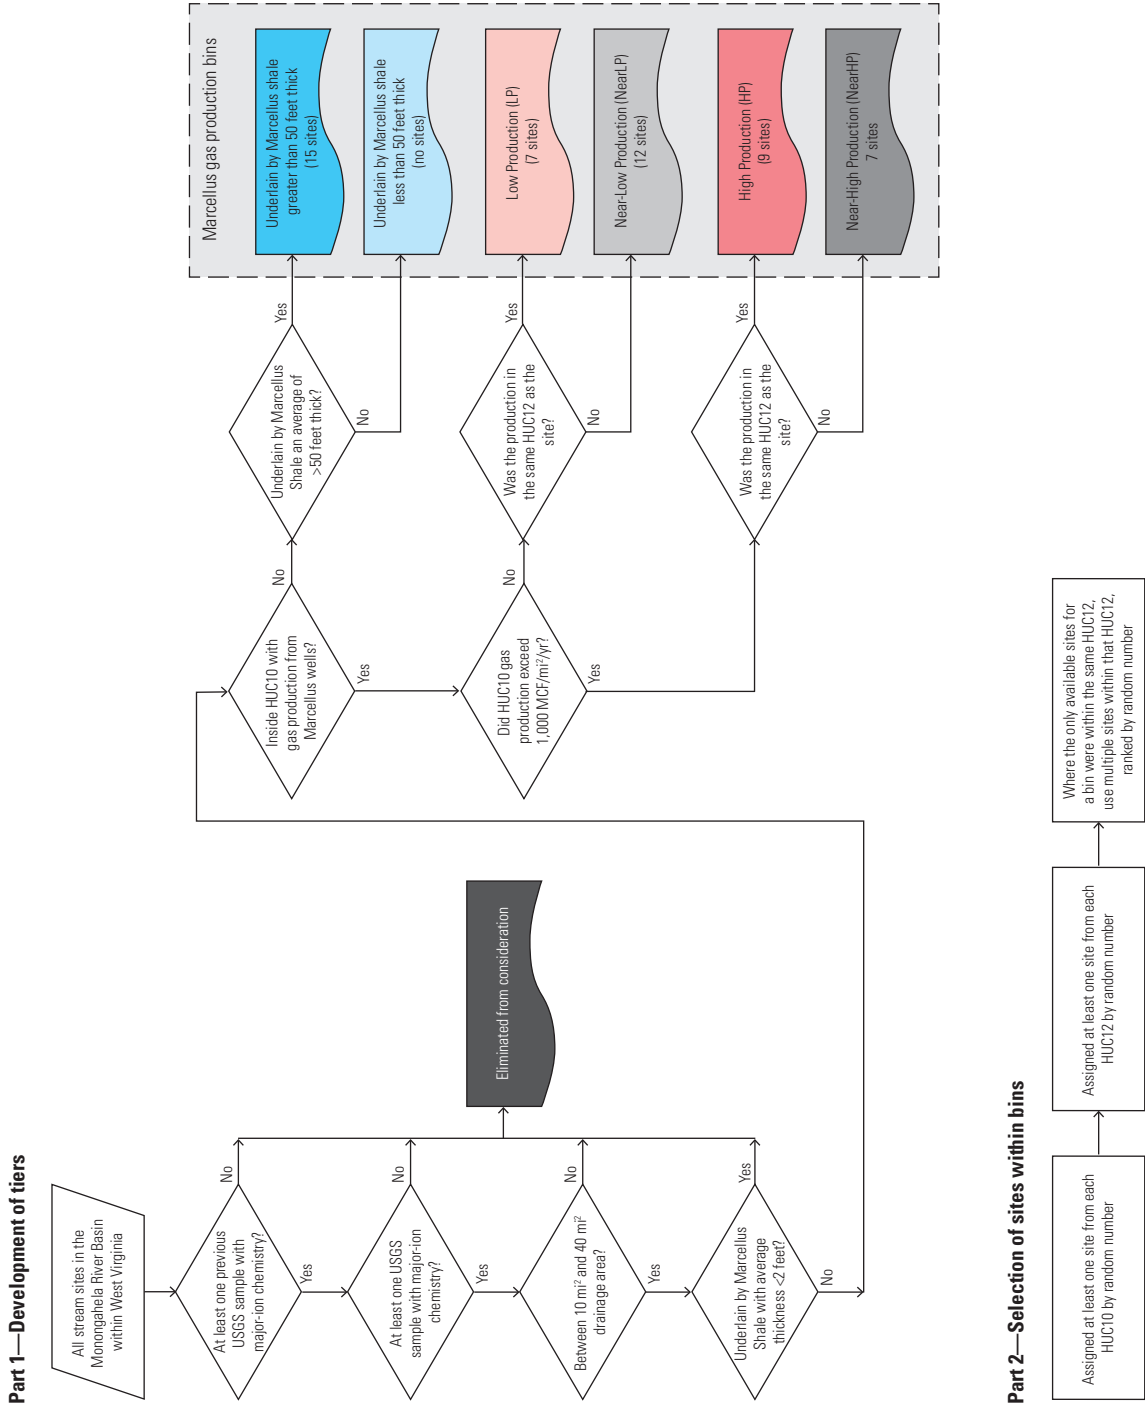 Part 1—Development of tiers
All stream sites in the
Monongahela River Basin
within West Virginia
At least one previous
USGS sample with
major-ion chemistry?
No
Yes
At least one USGS
sample with major-ion
chemistry?
No
Yes
Between 10 mi² and 40 mi²
drainage area?
No
Yes
Underlain by Marcellus
Shale with average
thickness <2 feet?
Yes
No
Eliminated from consideration
Inside HUC10 with
gas production from
Marcellus wells?
No
Yes
Did HUC10 gas
production exceed
1,000 MCF/mi²/yr?
No
Yes
Underlain by Marcellus
Shale an average of
>50 feet thick?
Yes
No
Was the production in
the same HUC12 as the
site?
Yes
No
Was the production in
the same HUC12 as the
site?
Yes
No
Marcellus gas production bins
Underlain by Marcellus shale
greater than 50 feet thick
(15 sites)
Underlain by Marcellus shale
less than 50 feet thick
(no sites)
Low Production (LP)
(7 sites)
Near-Low Production (NearLP)
(12 sites)
High Production (HP)
(9 sites)
Near-High Production (NearHP)
7 sites
Part 2—Selection of sites within bins
Assigned at least one site from each
HUC10 by random number
Assigned at least one site from each
HUC12 by random number
Where the only available sites for
a bin were within the same HUC12,
use multiple sites within that HUC12,
ranked by random number